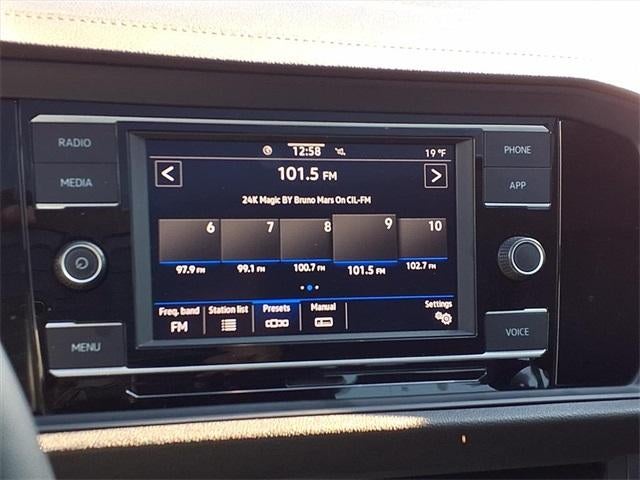 RADIO
MEDIA
MENU
12:58
19 °F
101.5 FM
24K Magic BY Bruno Mars On CIL-FM
6 7 8 9 10
97.9 FM 99.1 FM 100.7 FM 101.5 FM 102.7 FM
Freq. band Station list Presets Manual Settings
FM
PHONE
APP
VOICE